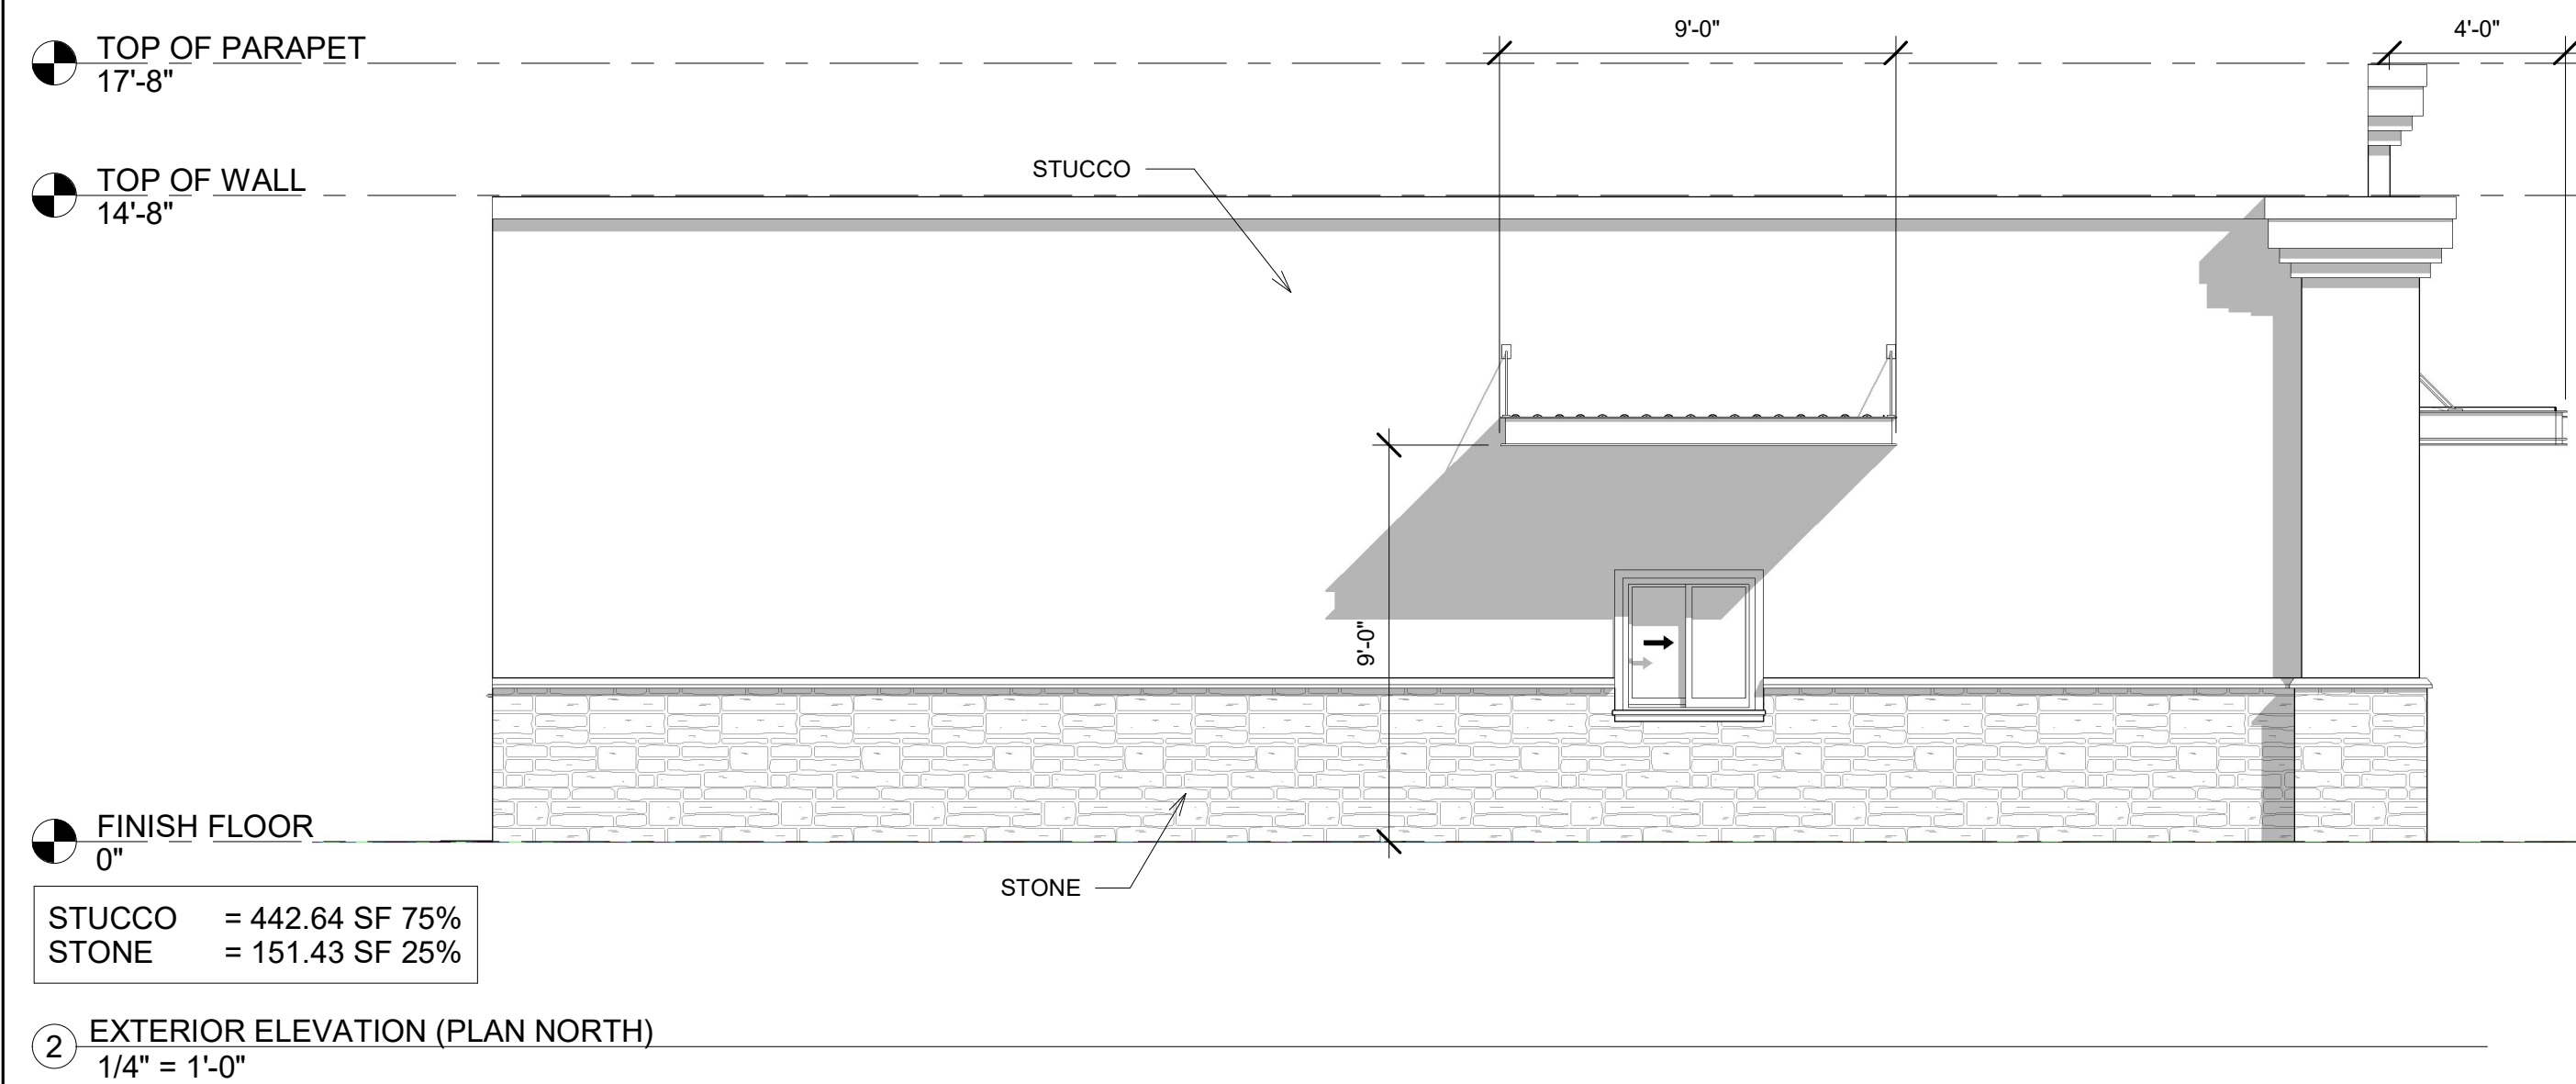 TOP OF PARAPET
17'-8"
9'-0"
4'-0"
TOP OF WALL
14'-8"
STUCCO
9'-0"
FINISH FLOOR
0"
STONE
STUCCO = 442.64 SF 75%
STONE = 151.43 SF 25%
2 EXTERIOR ELEVATION (PLAN NORTH)
1/4" = 1'-0"